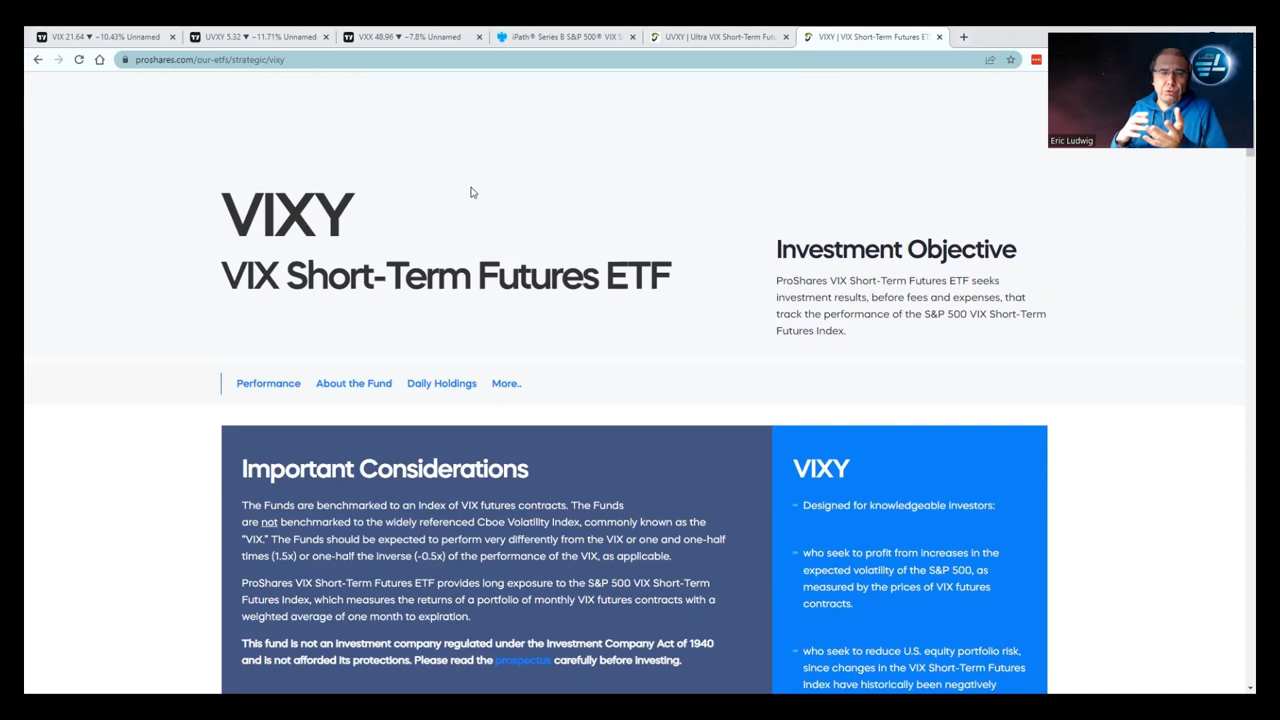 VIX 21.64 ▼ −10.43% Unnamed
UVXY 5.32 ▼ −11.71% Unnamed
VXX 48.96 ▼ −7.8% Unnamed
iPath® Series B S&P 500® VIX S
UVXY | Ultra VIX Short-Term Futu
VIXY | VIX Short-Term Futures ET
proshares.com/our-etfs/strategic/vixy
Eric Ludwig
VIXY
VIX Short-Term Futures ETF
Investment Objective
ProShares VIX Short-Term Futures ETF seeks
investment results, before fees and expenses, that
track the performance of the S&P 500 VIX Short-Term
Futures Index.
Performance
About the Fund
Daily Holdings
More..
Important Considerations
The Funds are benchmarked to an index of VIX futures contracts. The Funds
are not benchmarked to the widely referenced Cboe Volatility Index, commonly known as the
“VIX.” The Funds should be expected to perform very differently from the VIX or one and one-half
times (1.5x) or one-half the inverse (-0.5x) of the performance of the VIX, as applicable.
ProShares VIX Short-Term Futures ETF provides long exposure to the S&P 500 VIX Short-Term
Futures Index, which measures the returns of a portfolio of monthly VIX futures contracts with a
weighted average of one month to expiration.
This fund is not an investment company regulated under the Investment Company Act of 1940
and is not afforded its protections. Please read the prospectus carefully before investing.
VIXY
Designed for knowledgeable investors:
who seek to profit from increases in the
expected volatility of the S&P 500, as
measured by the prices of VIX futures
contracts.
who seek to reduce U.S. equity portfolio risk,
since changes in the VIX Short-Term Futures
Index have historically been negatively